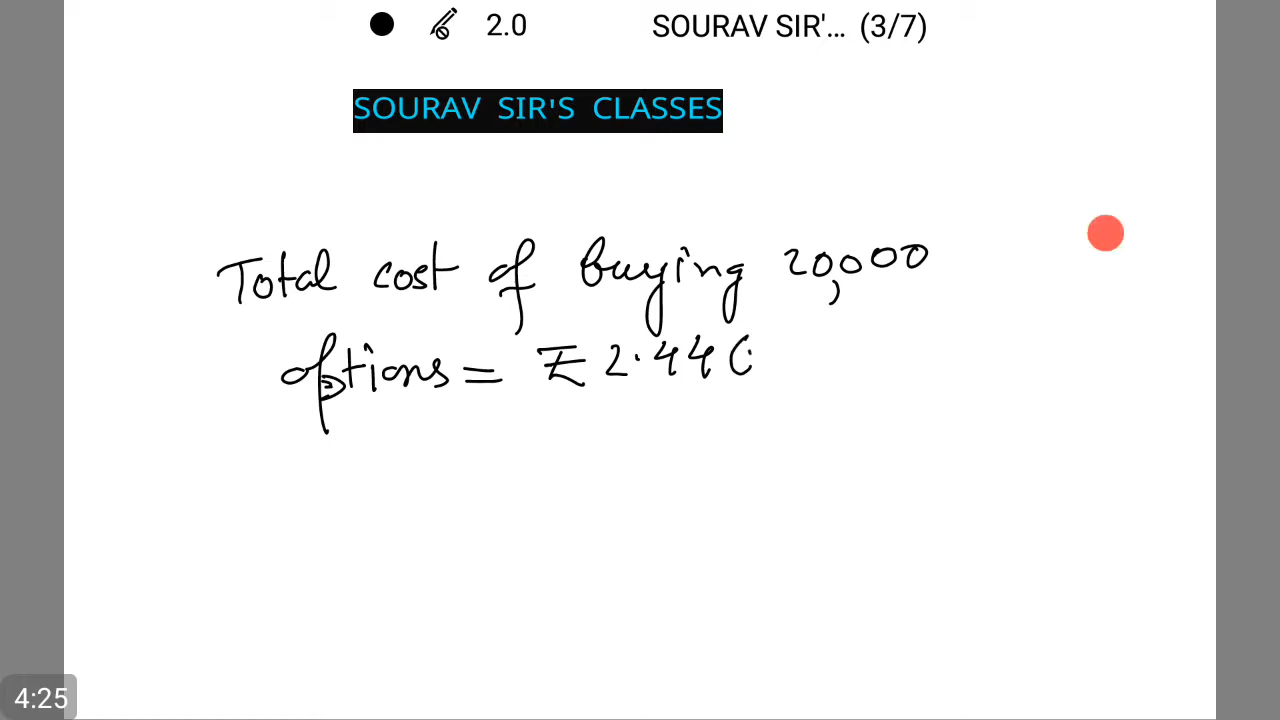 2.0 SOURAV SIR'... (3/7)
SOURAV SIR'S CLASSES
Total cost of buying 20,000
options = ₹ 2.44
4:25